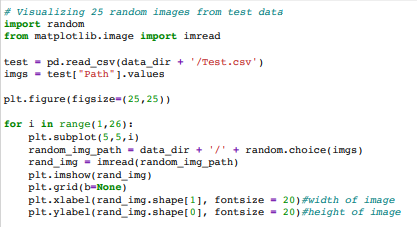 # Visualizing 25 random images from test data
import random
from matplotlib.image import imread
test = pd.read_csv(data_dir + '/Test.csv')
imgs = test["Path"].values
plt.figure(figsize=(25,25))
for i in range(1,26):
    plt.subplot(5,5,i)
    random_img_path = data_dir + '/' + random.choice(imgs)
    rand_img = imread(random_img_path)
    plt.imshow(rand_img)
    plt.grid(b=None)
    plt.xlabel(rand_img.shape[1], fontsize = 20)#width of image
    plt.ylabel(rand_img.shape[0], fontsize = 20)#height of image